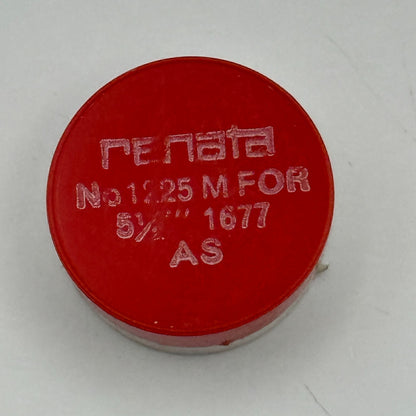 renata
No 1225 M FOR
5½''' 1677
AS